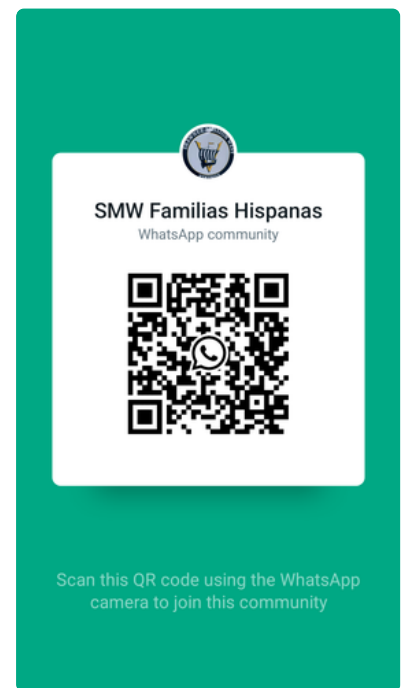 SMW Familias Hispanas
WhatsApp community
Scan this QR code using the WhatsApp
camera to join this community